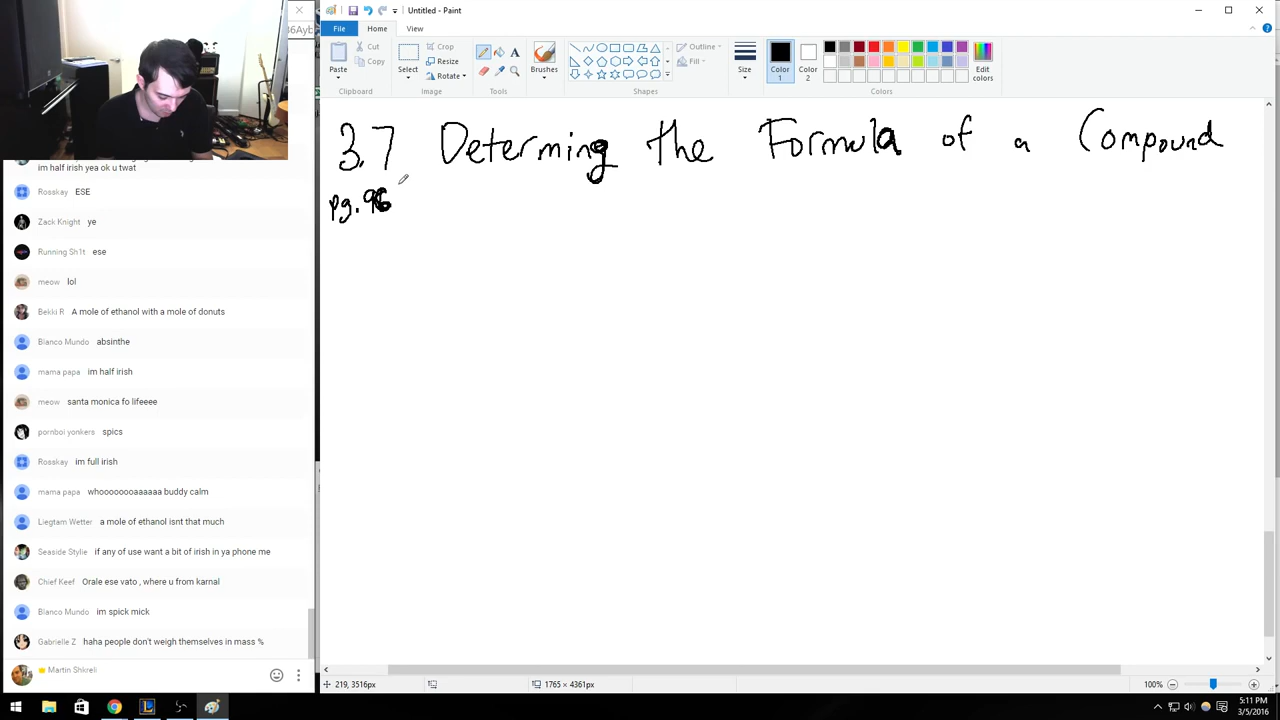 36Ayb
im half irish yea ok u twat
Rosskay ESE
Zack Knight ye
Running Sh1t ese
meow lol
Bekki R A mole of ethanol with a mole of donuts
Blanco Mundo absinthe
mama papa im half irish
meow santa monica fo lifeeee
pornboi yonkers spics
Rosskay im full irish
mama papa whoooooooaaaaaa buddy calm
Liegtam Wetter a mole of ethanol isnt that much
Seaside Stylie if any of use want a bit of irish in ya phone me
Chief Keef Orale ese vato , where u from karnal
Blanco Mundo im spick mick
Gabrielle Z haha people don't weigh themselves in mass %
Martin Shkreli
Untitled - Paint
File Home View
Paste Cut Copy Clipboard
Select Crop Resize Rotate Image
Tools
Brushes
Shapes Outline Fill
Size
Color 1 Color 2 Edit colors Colors
3.7 Determing the Formula of a Compound
pg. 96
219, 3516px 1765 × 4361px 100%
5:11 PM
3/5/2016